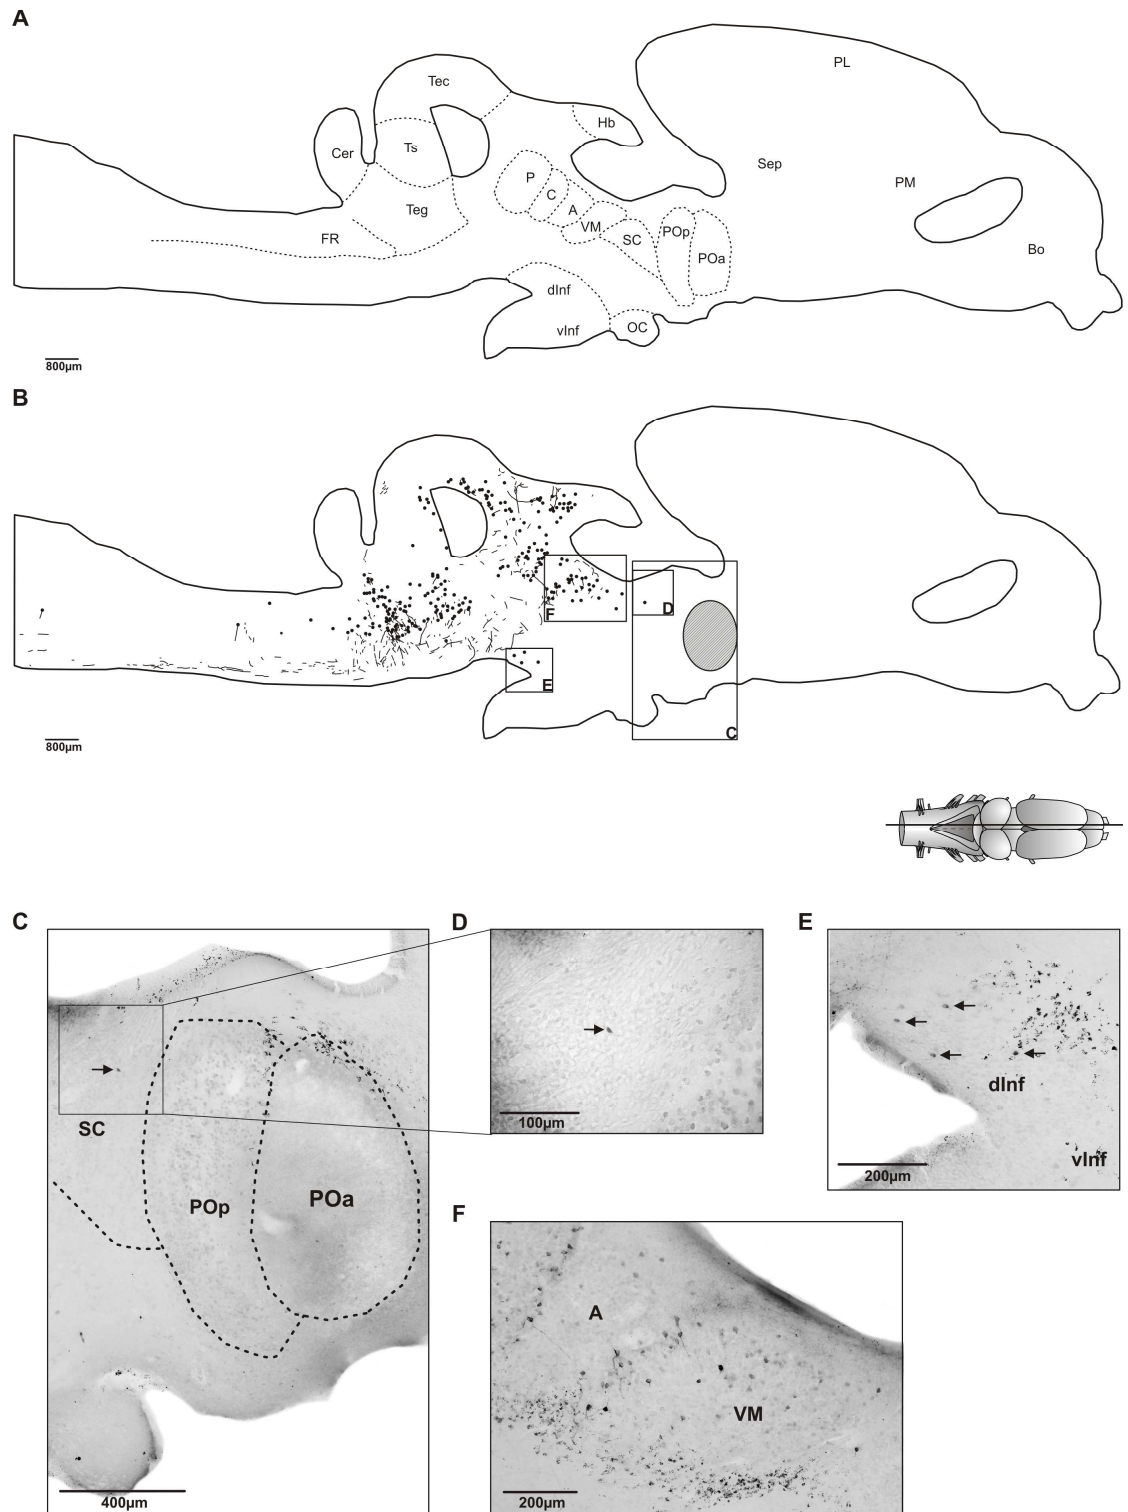 A
Tec
PL
Hb
Cer
Ts
Sep
P
PM
C
Teg
A
VM
FR
SC
POp
POa
Bo
dInf
vInf
OC
800µm
B
F
D
E
C
800µm
C
D
E
SC
POp
POa
400µm
100µm
dInf
vInf
200µm
F
A
VM
200µm